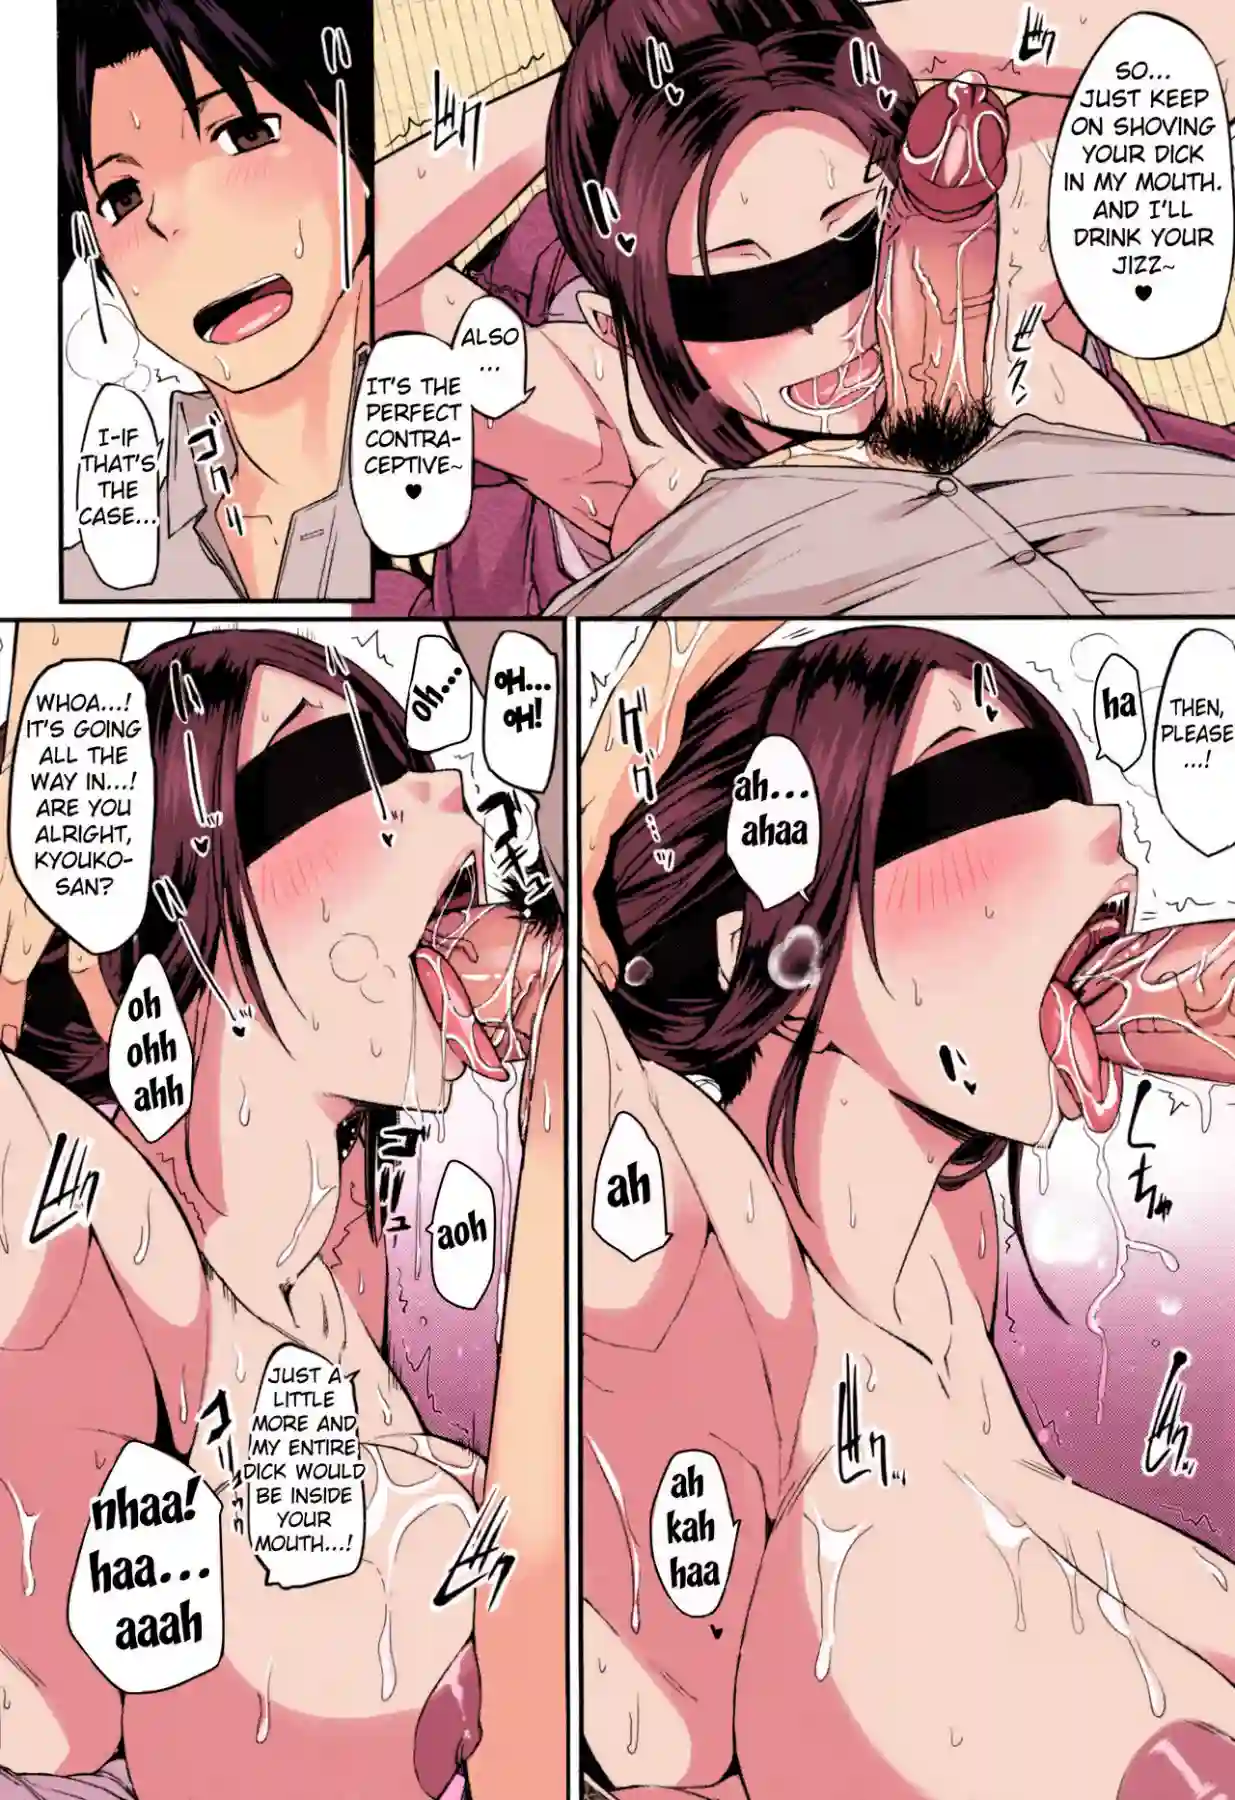 SO...
JUST KEEP
ON SHOVING
YOUR DICK
IN MY MOUTH.
AND I'LL
DRINK YOUR
JIZZ~
♥
ALSO
...
IT'S THE
PERFECT
CONTRA-
CEPTIVE~
♥
I-IF
THAT'S
THE
CASE...
THEN,
PLEASE
...!
ha
ah...
ahaa
ah
ah
kah
haa
OH...
OH!
oh...
WHOA...!
IT'S GOING
ALL THE
WAY IN...!
ARE YOU
ALRIGHT,
KYOUKO-
SAN?
oh
ohh
ahh
aoh
JUST A
LITTLE
MORE AND
MY ENTIRE
DICK WOULD
BE INSIDE
YOUR
MOUTH...!
nhaa!
haa...
aaah